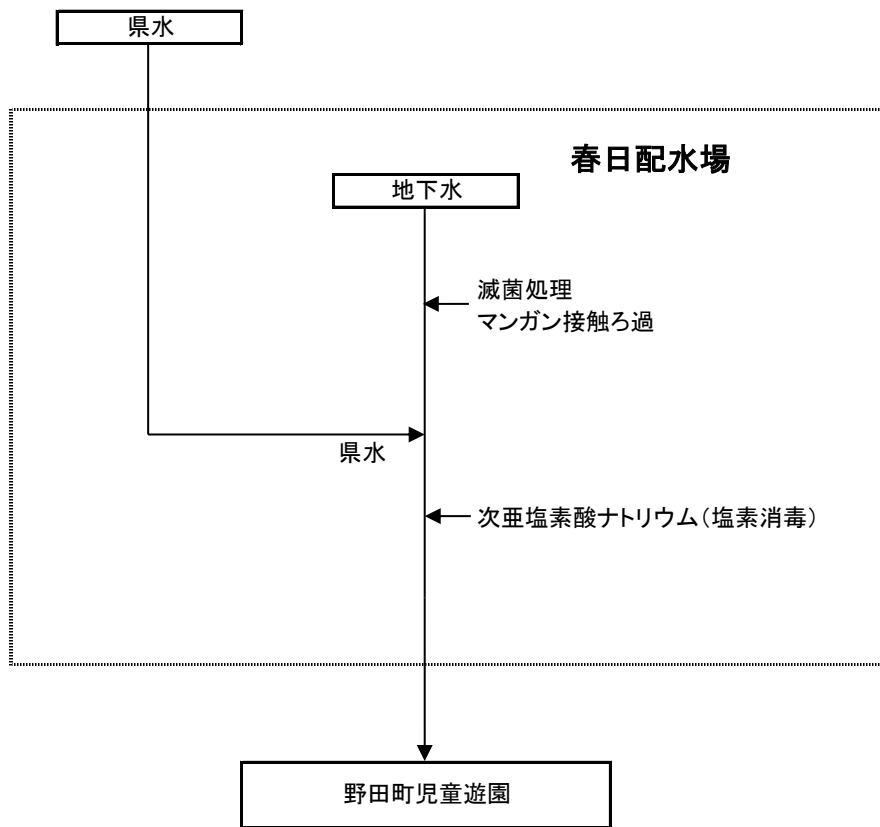 県水
春日配水場
地下水
滅菌処理
マンガン接触ろ過
県水
次亜塩素酸ナトリウム（塩素消毒）
野田町児童遊園